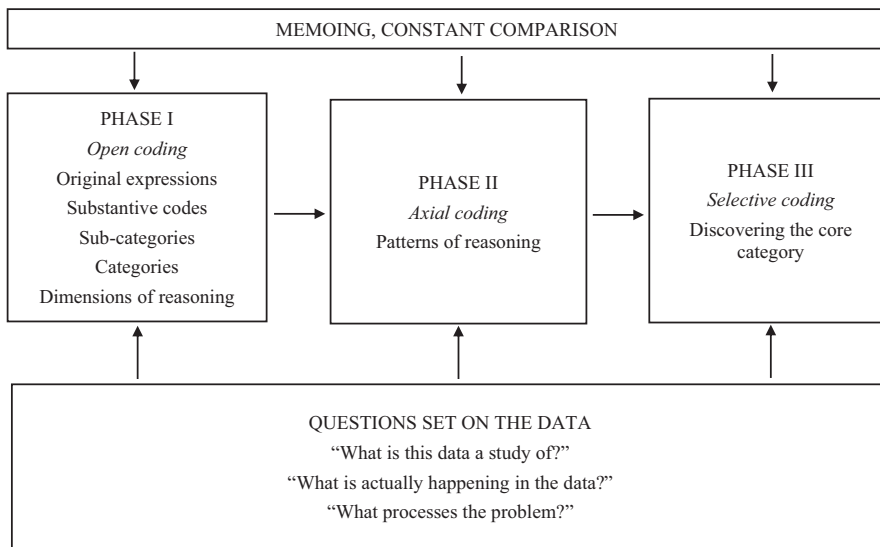 MEMOING, CONSTANT COMPARISON
PHASE I
Open coding
Original expressions
Substantive codes
Sub-categories
Categories
Dimensions of reasoning
PHASE II
Axial coding
Patterns of reasoning
PHASE III
Selective coding
Discovering the core
category
QUESTIONS SET ON THE DATA
“What is this data a study of?”
“What is actually happening in the data?”
“What processes the problem?”